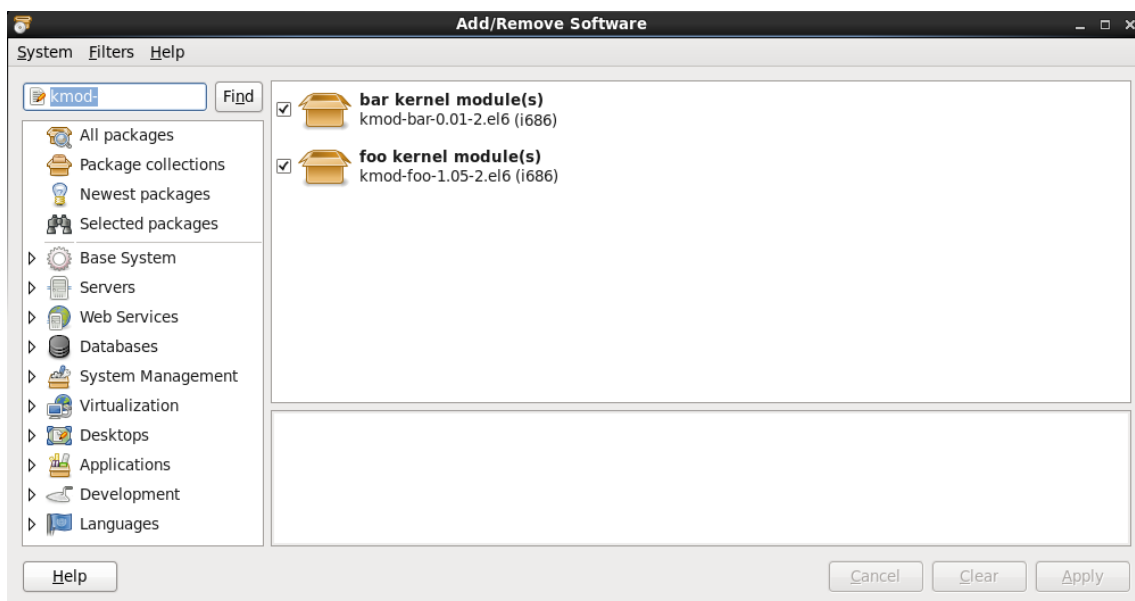 Add/Remove Software
System Filters Help
kmod-
Find
All packages
Package collections
Newest packages
Selected packages
Base System
Servers
Web Services
Databases
System Management
Virtualization
Desktops
Applications
Development
Languages
bar kernel module(s)
kmod-bar-0.01-2.el6 (i686)
foo kernel module(s)
kmod-foo-1.05-2.el6 (i686)
Help
Cancel
Clear
Apply